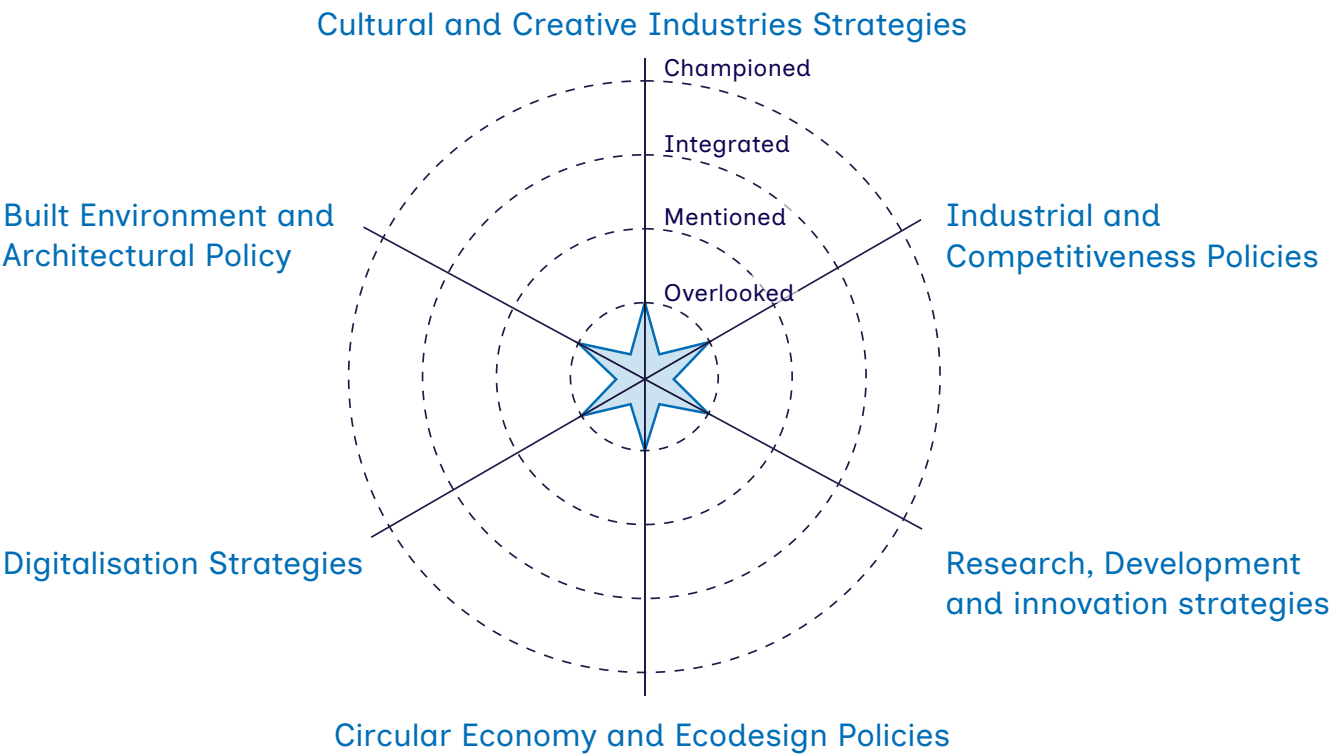 Cultural and Creative Industries Strategies
Championed
Integrated
Mentioned
Overlooked
Built Environment and
Architectural Policy
Industrial and
Competitiveness Policies
Digitalisation Strategies
Research, Development
and innovation strategies
Circular Economy and Ecodesign Policies